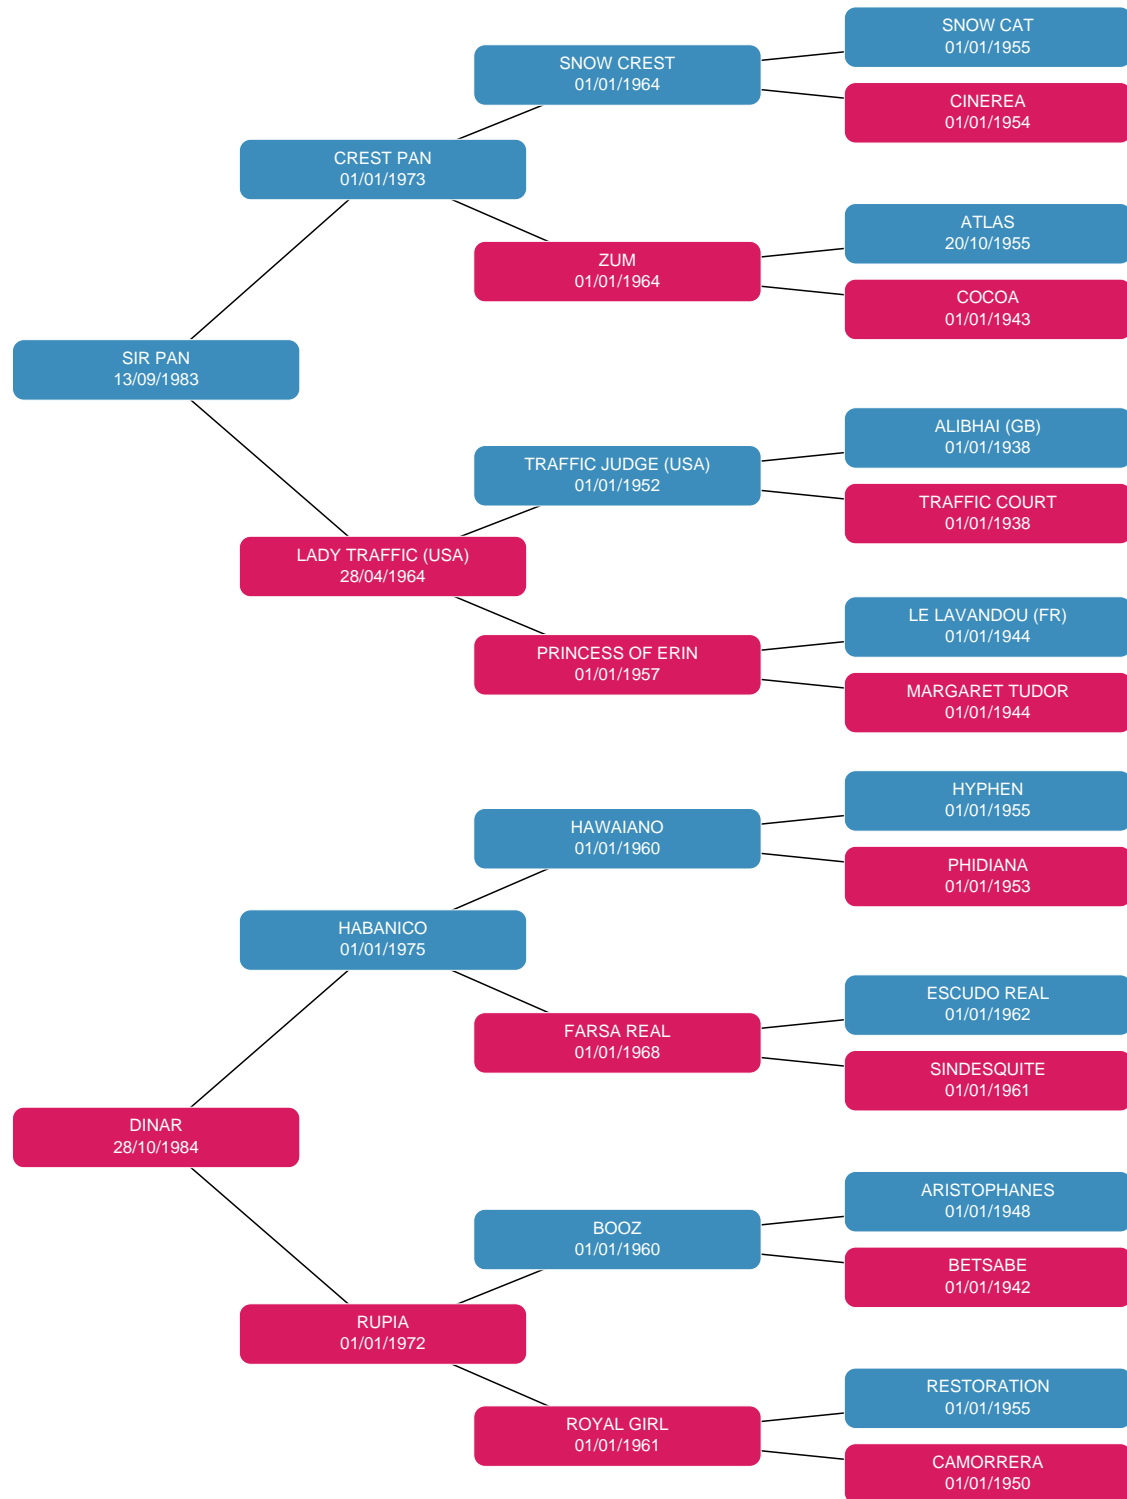 SNOW CAT
01/01/1955
SNOW CREST
01/01/1964
CINEREA
01/01/1954
CREST PAN
01/01/1973
ATLAS
20/10/1955
ZUM
01/01/1964
COCOA
01/01/1943
SIR PAN
13/09/1983
ALIBHAI (GB)
01/01/1938
TRAFFIC JUDGE (USA)
01/01/1952
TRAFFIC COURT
01/01/1938
LADY TRAFFIC (USA)
28/04/1964
LE LAVANDOU (FR)
01/01/1944
PRINCESS OF ERIN
01/01/1957
MARGARET TUDOR
01/01/1944
HYPHEN
01/01/1955
HAWAIANO
01/01/1960
PHIDIANA
01/01/1953
HABANICO
01/01/1975
ESCUDO REAL
01/01/1962
FARSA REAL
01/01/1968
SINDESQUITE
01/01/1961
DINAR
28/10/1984
ARISTOPHANES
01/01/1948
BOOZ
01/01/1960
BETSABE
01/01/1942
RUPIA
01/01/1972
RESTORATION
01/01/1955
ROYAL GIRL
01/01/1961
CAMORRERA
01/01/1950